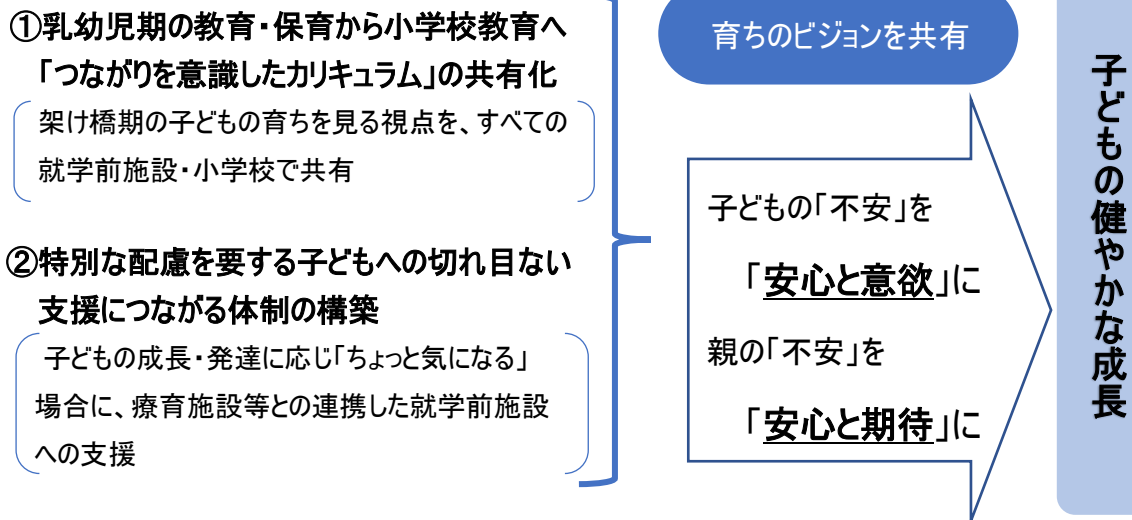 ①乳幼児期の教育・保育から小学校教育へ
「つながりを意識したカリキュラム」の共有化
架け橋期の子どもの育ちを見る視点を、すべての
就学前施設・小学校で共有
②特別な配慮を要する子どもへの切れ目ない
支援につながる体制の構築
子どもの成長・発達に応じ「ちょっと気になる」
場合に、療育施設等との連携した就学前施設
への支援
育ちのビジョンを共有
子どもの「不安」を
「安心と意欲」に
親の「不安」を
「安心と期待」に
子どもの健やかな成長